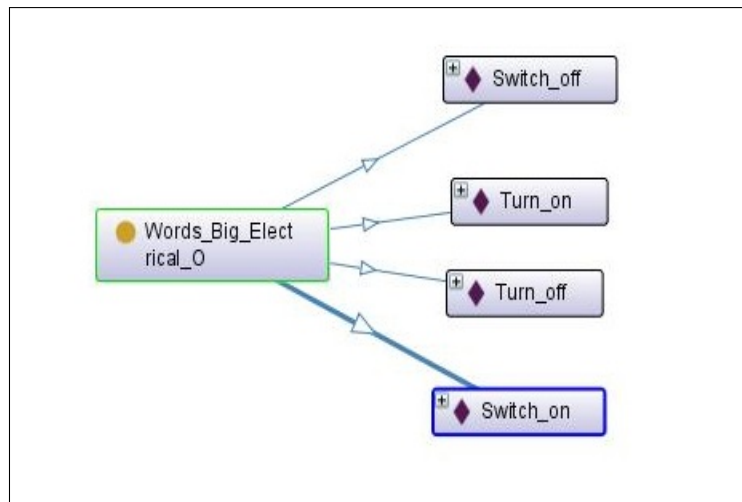 Switch_off
Turn_on
Words_Big_Elect
rical_O
Turn_off
Switch_on